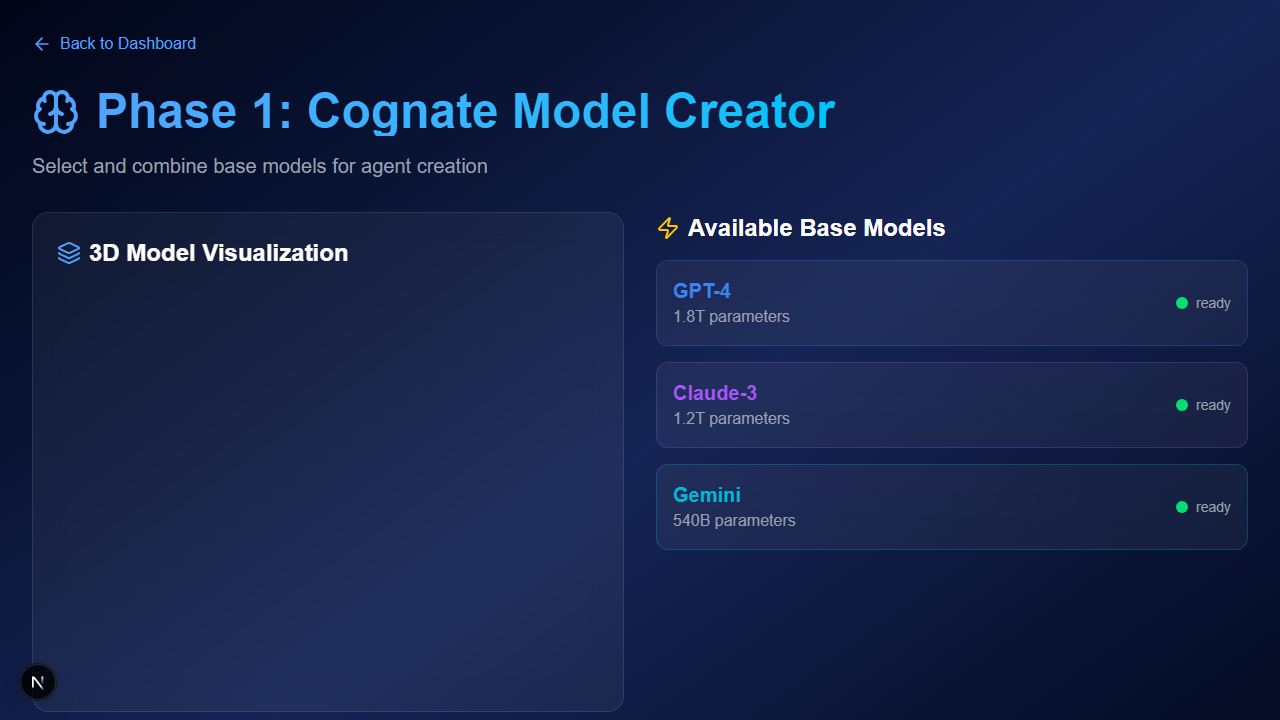 Back to Dashboard
Phase 1: Cognate Model Creator
Select and combine base models for agent creation
3D Model Visualization
Available Base Models
GPT-4
1.8T parameters
ready
Claude-3
1.2T parameters
ready
Gemini
540B parameters
ready
N